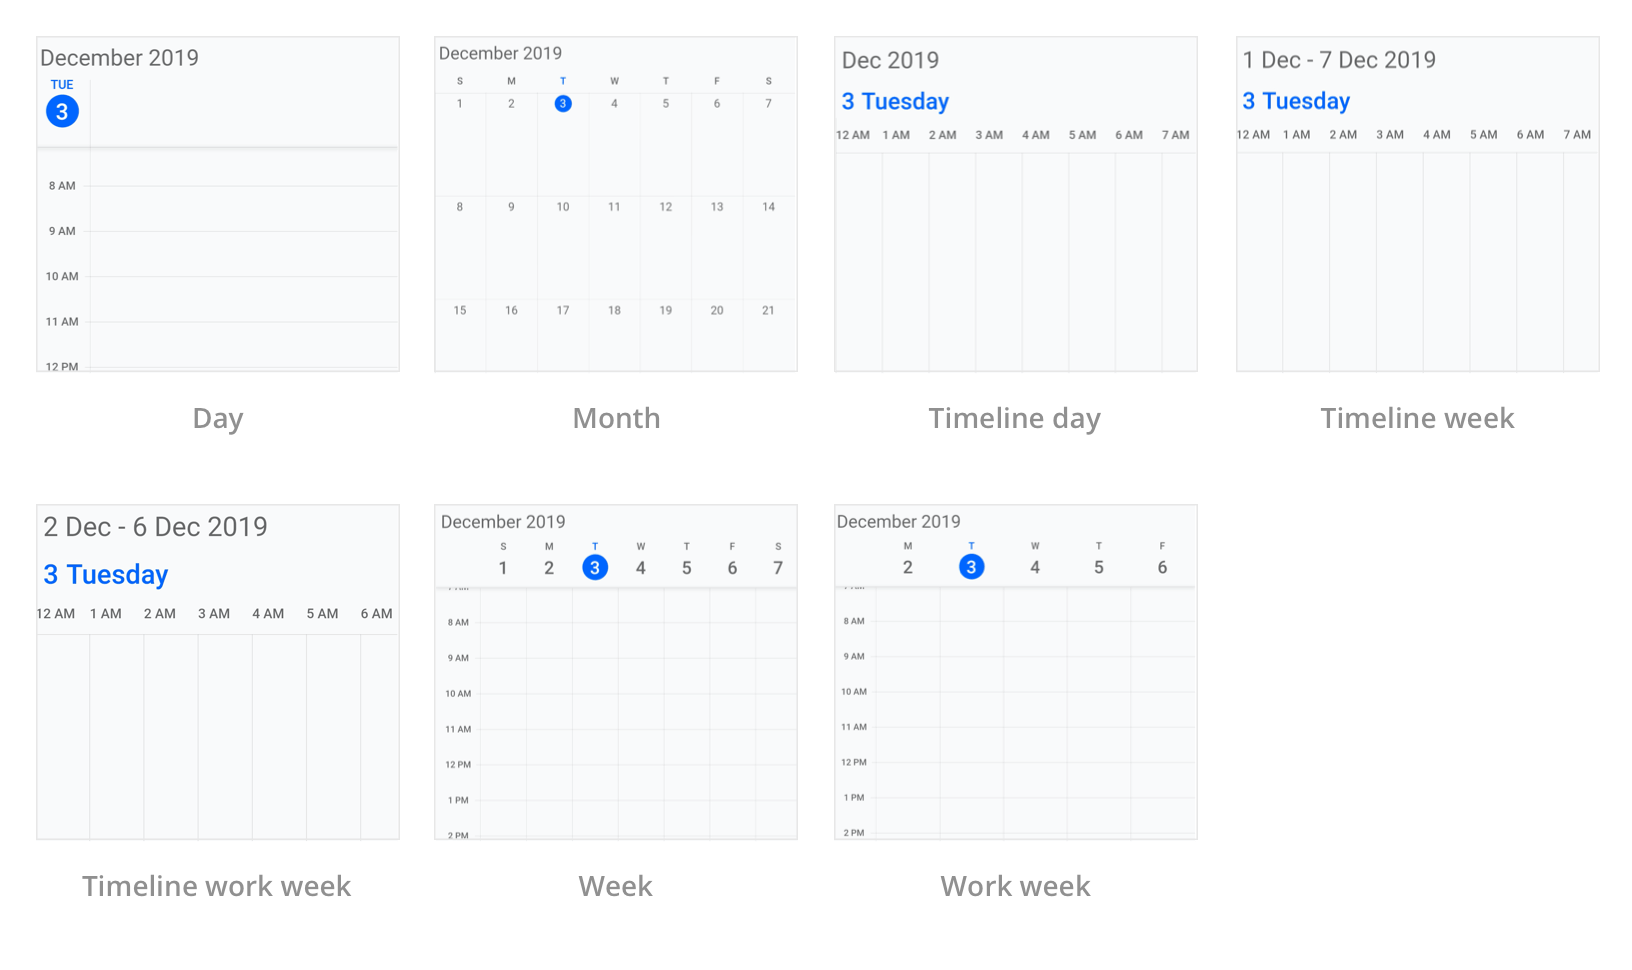 December 2019
TUE
3
8 AM
9 AM
10 AM
11 AM
12 PM
Day
December 2019
S M T W T F S
1 2 3 4 5 6 7
8 9 10 11 12 13 14
15 16 17 18 19 20 21
Month
Dec 2019
3 Tuesday
12 AM 1 AM 2 AM 3 AM 4 AM 5 AM 6 AM 7 AM
Timeline day
1 Dec - 7 Dec 2019
3 Tuesday
12 AM 1 AM 2 AM 3 AM 4 AM 5 AM 6 AM 7 AM
Timeline week
2 Dec - 6 Dec 2019
3 Tuesday
12 AM 1 AM 2 AM 3 AM 4 AM 5 AM 6 AM
Timeline work week
December 2019
S M T W T F S
1 2 3 4 5 6 7
8 AM
9 AM
10 AM
11 AM
12 PM
1 PM
2 PM
Week
December 2019
M T W T F
2 3 4 5 6
8 AM
9 AM
10 AM
11 AM
12 PM
1 PM
2 PM
Work week